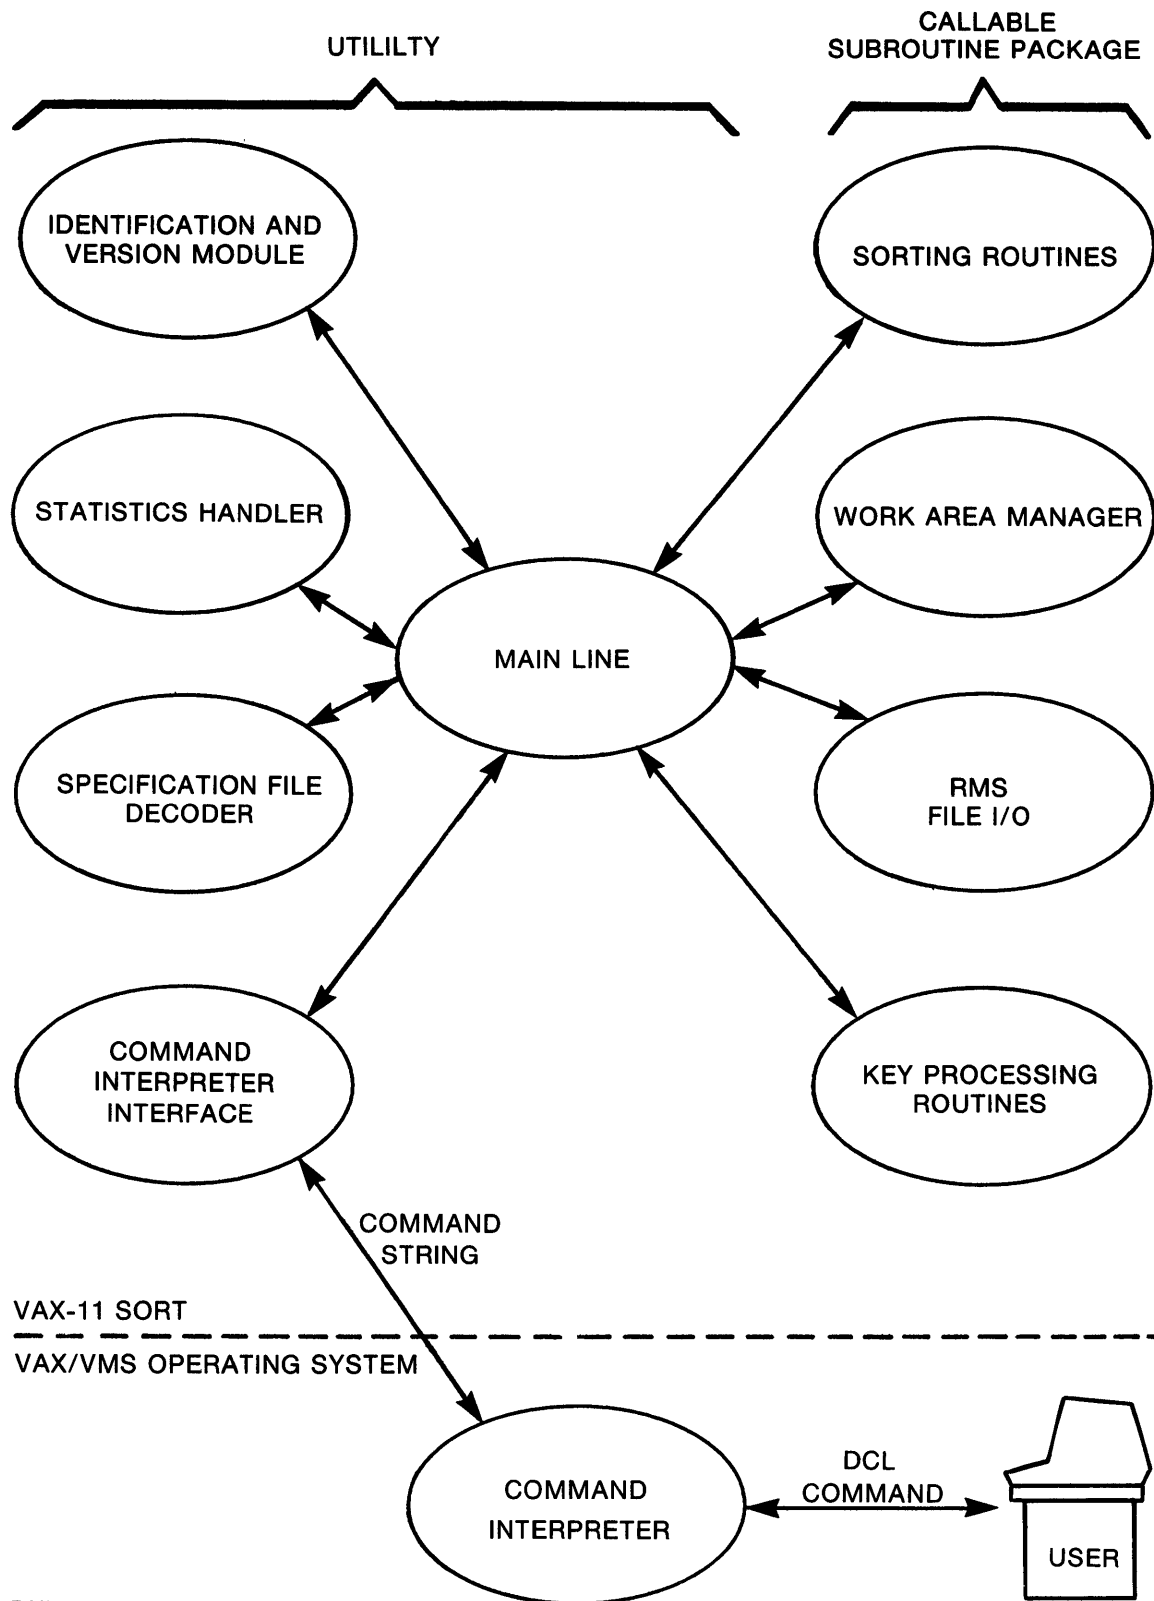 UTILILTY
CALLABLE
SUBROUTINE PACKAGE
IDENTIFICATION AND
VERSION MODULE
SORTING ROUTINES
STATISTICS HANDLER
WORK AREA MANAGER
MAIN LINE
SPECIFICATION FILE
DECODER
RMS
FILE I/O
COMMAND
INTERPRETER
INTERFACE
KEY PROCESSING
ROUTINES
COMMAND
STRING
VAX-11 SORT
VAX/VMS OPERATING SYSTEM
COMMAND
INTERPRETER
DCL
COMMAND
USER